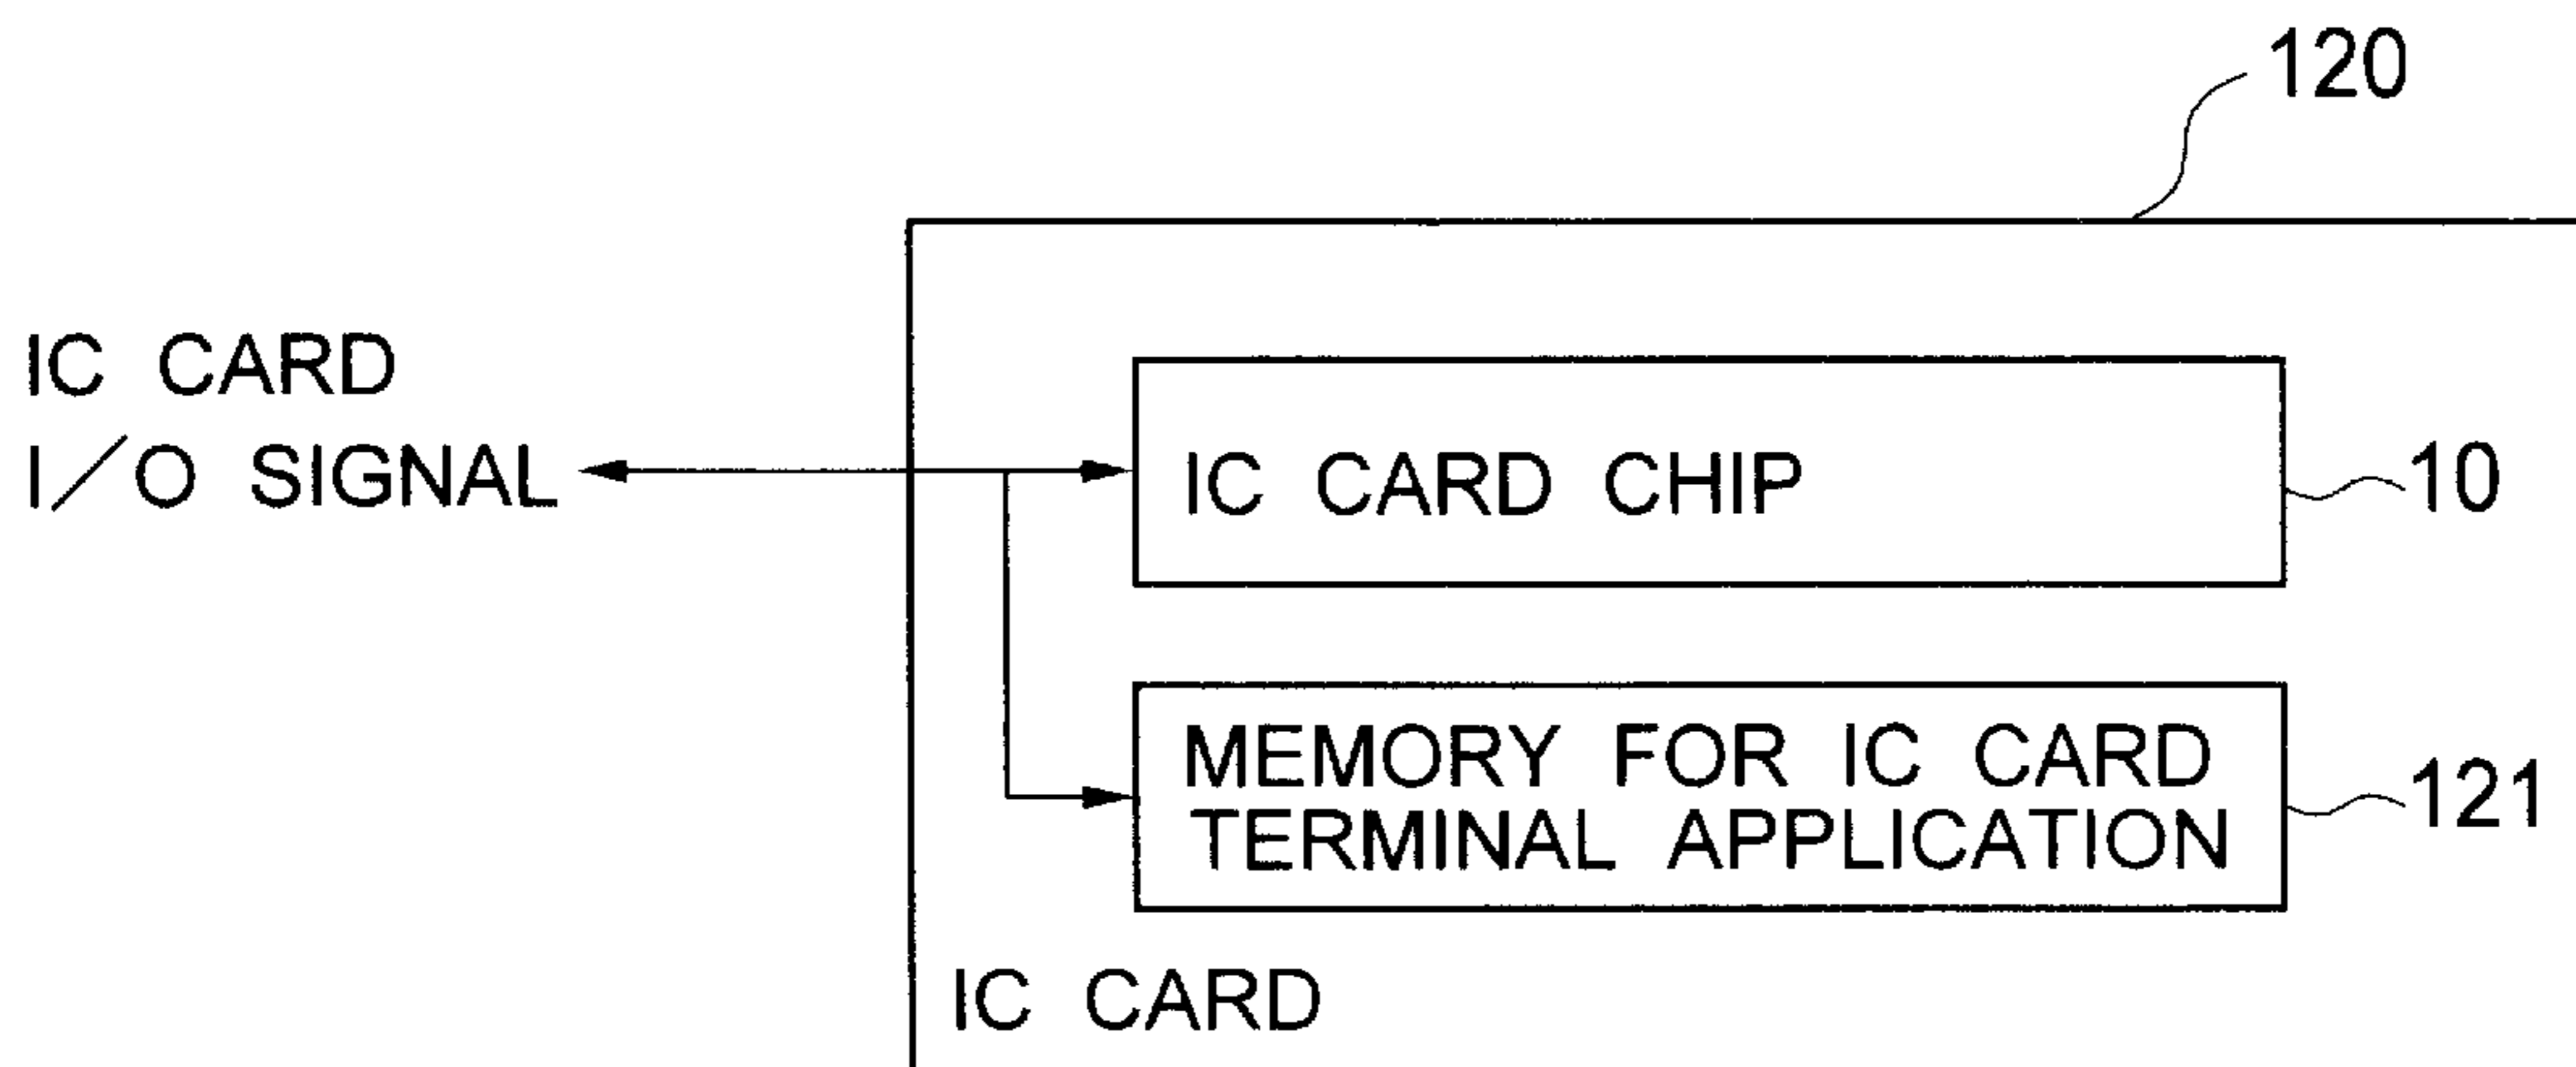 120
IC CARD
I/O SIGNAL
IC CARD CHIP
10
MEMORY FOR IC CARD
TERMINAL APPLICATION
121
IC CARD